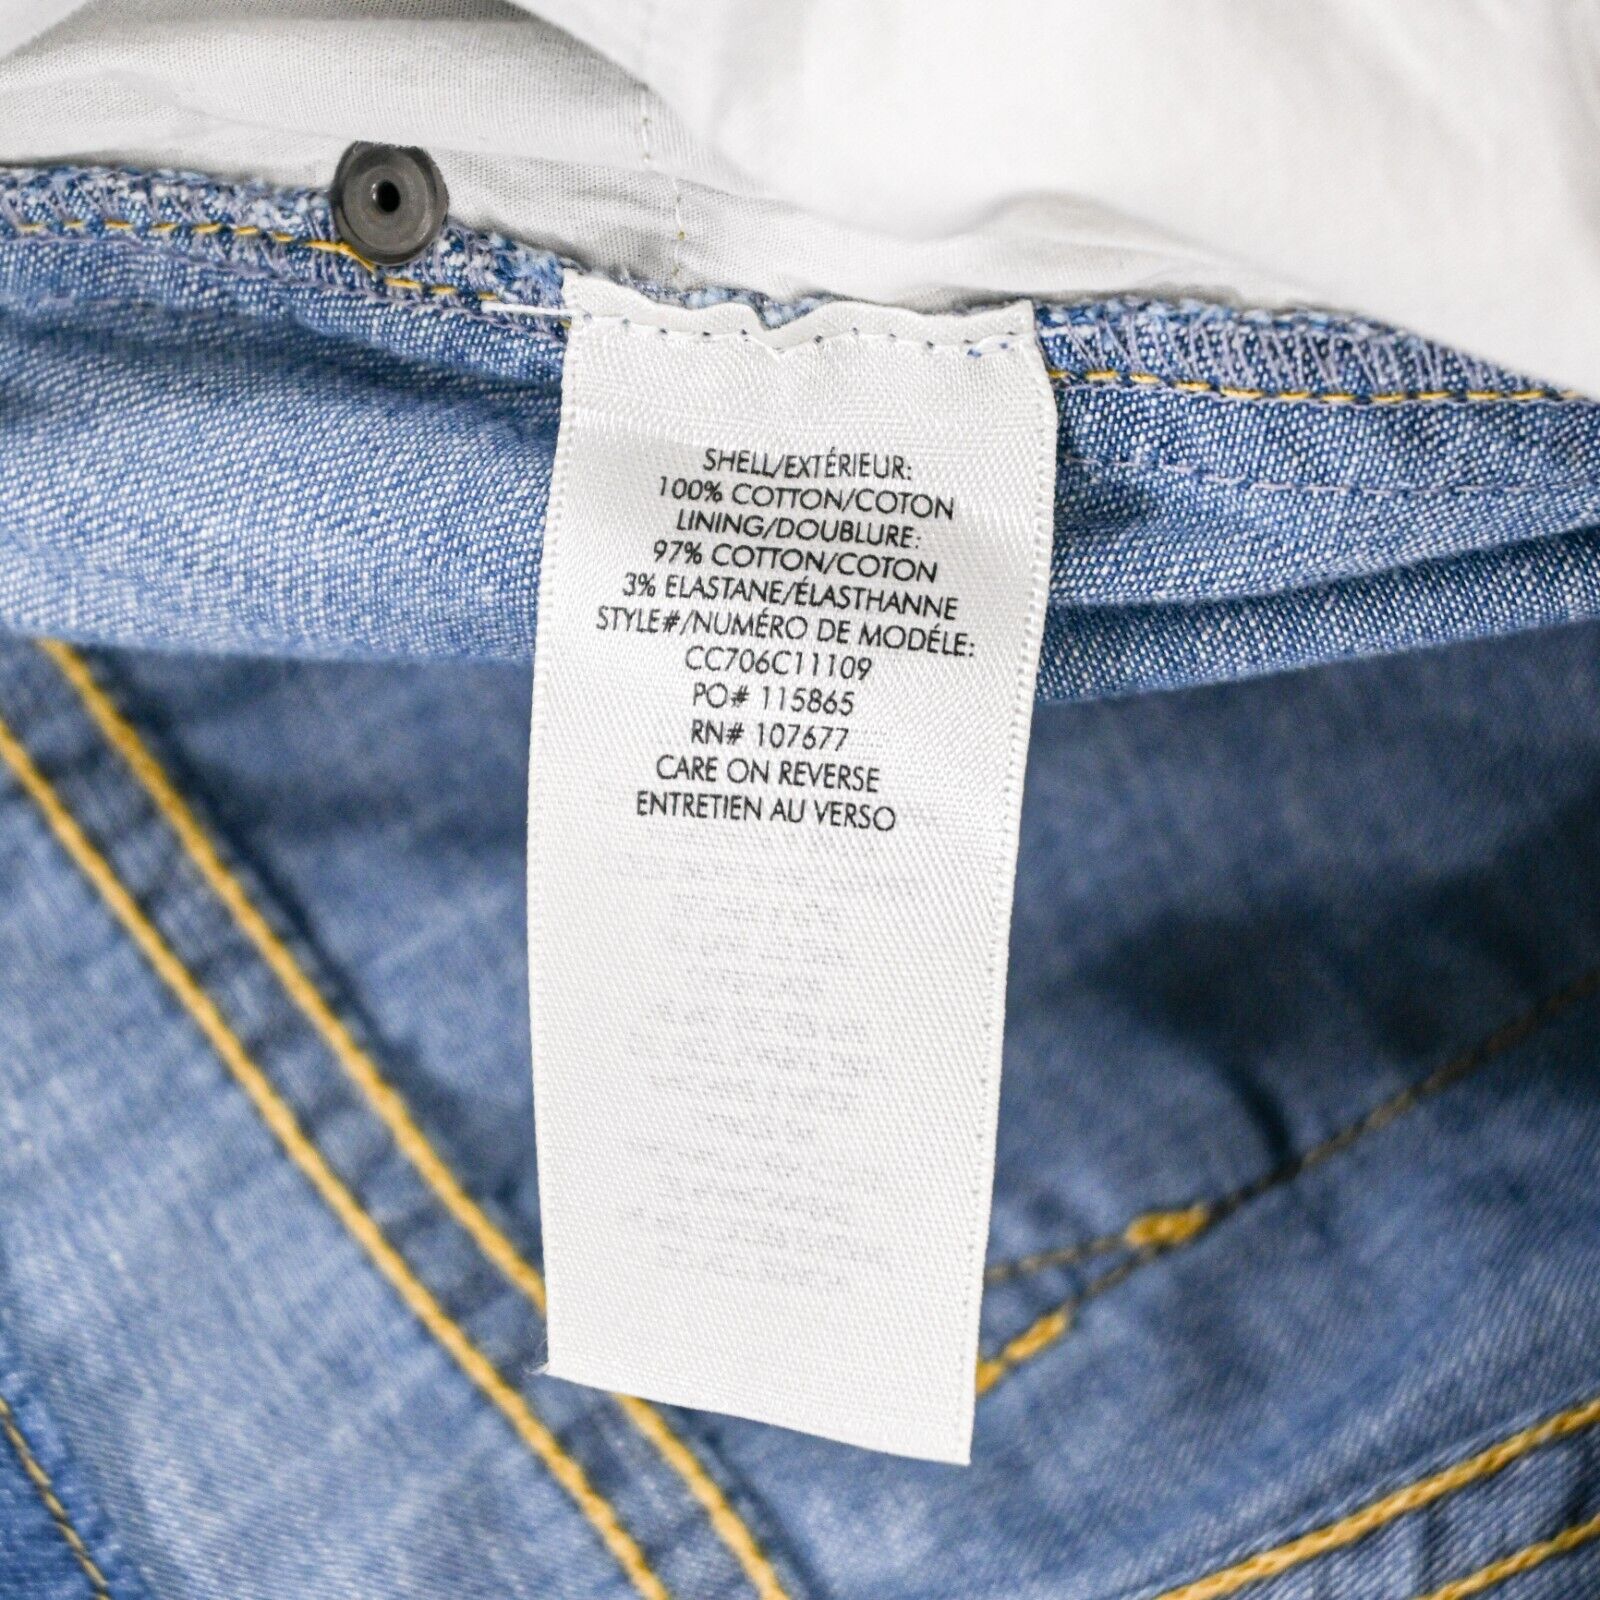 SHELL/EXTÉRIEUR:
100% COTTON/COTON
LINING/DOUBLURE:
97% COTTON/COTON
3% ELASTANE/ÉLASTHANNE
STYLE#/NUMÉRO DE MODÉLE:
CC706C11109
PO# 115865
RN# 107677
CARE ON REVERSE
ENTRETIEN AU VERSO